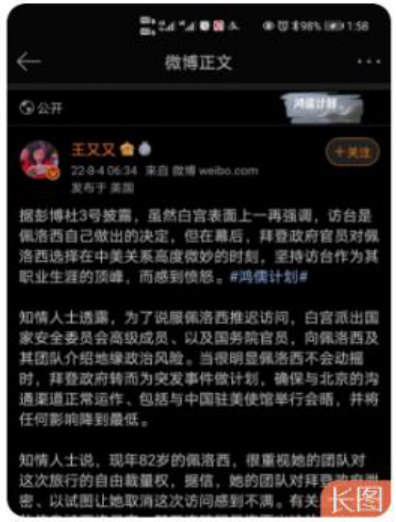 98% 1:58
微博正文
公开
鸿儒计划
王又又
+关注
22-8-4 06:34 来自 微博 weibo.com
发布于 美国
据彭博社3号披露，虽然白宫表面上一再强调，访台是
佩洛西自己做出的决定，但在幕后，拜登政府官员对佩
洛西选择在中美关系高度微妙的时刻，坚持访台作为其
职业生涯的顶峰，而感到愤怒。#鸿儒计划#
知情人士透露，为了说服佩洛西推迟访问，白宫派出国
家安全委员会高级成员、以及国务院官员，向佩洛西及
其团队介绍地缘政治风险。当很明显佩洛西不会动摇
时，拜登政府转而为突发事件做计划，确保与北京的沟
通渠道正常运作、包括与中国驻美使馆举行会晤，并将
任何影响降到最低。
知情人士说，现年82岁的佩洛西，很重视她的团队对
这次旅行的自由裁量权，据信，她的团队对拜登政府泄
密、以试图让她取消这次访问感到不满。有关
长图